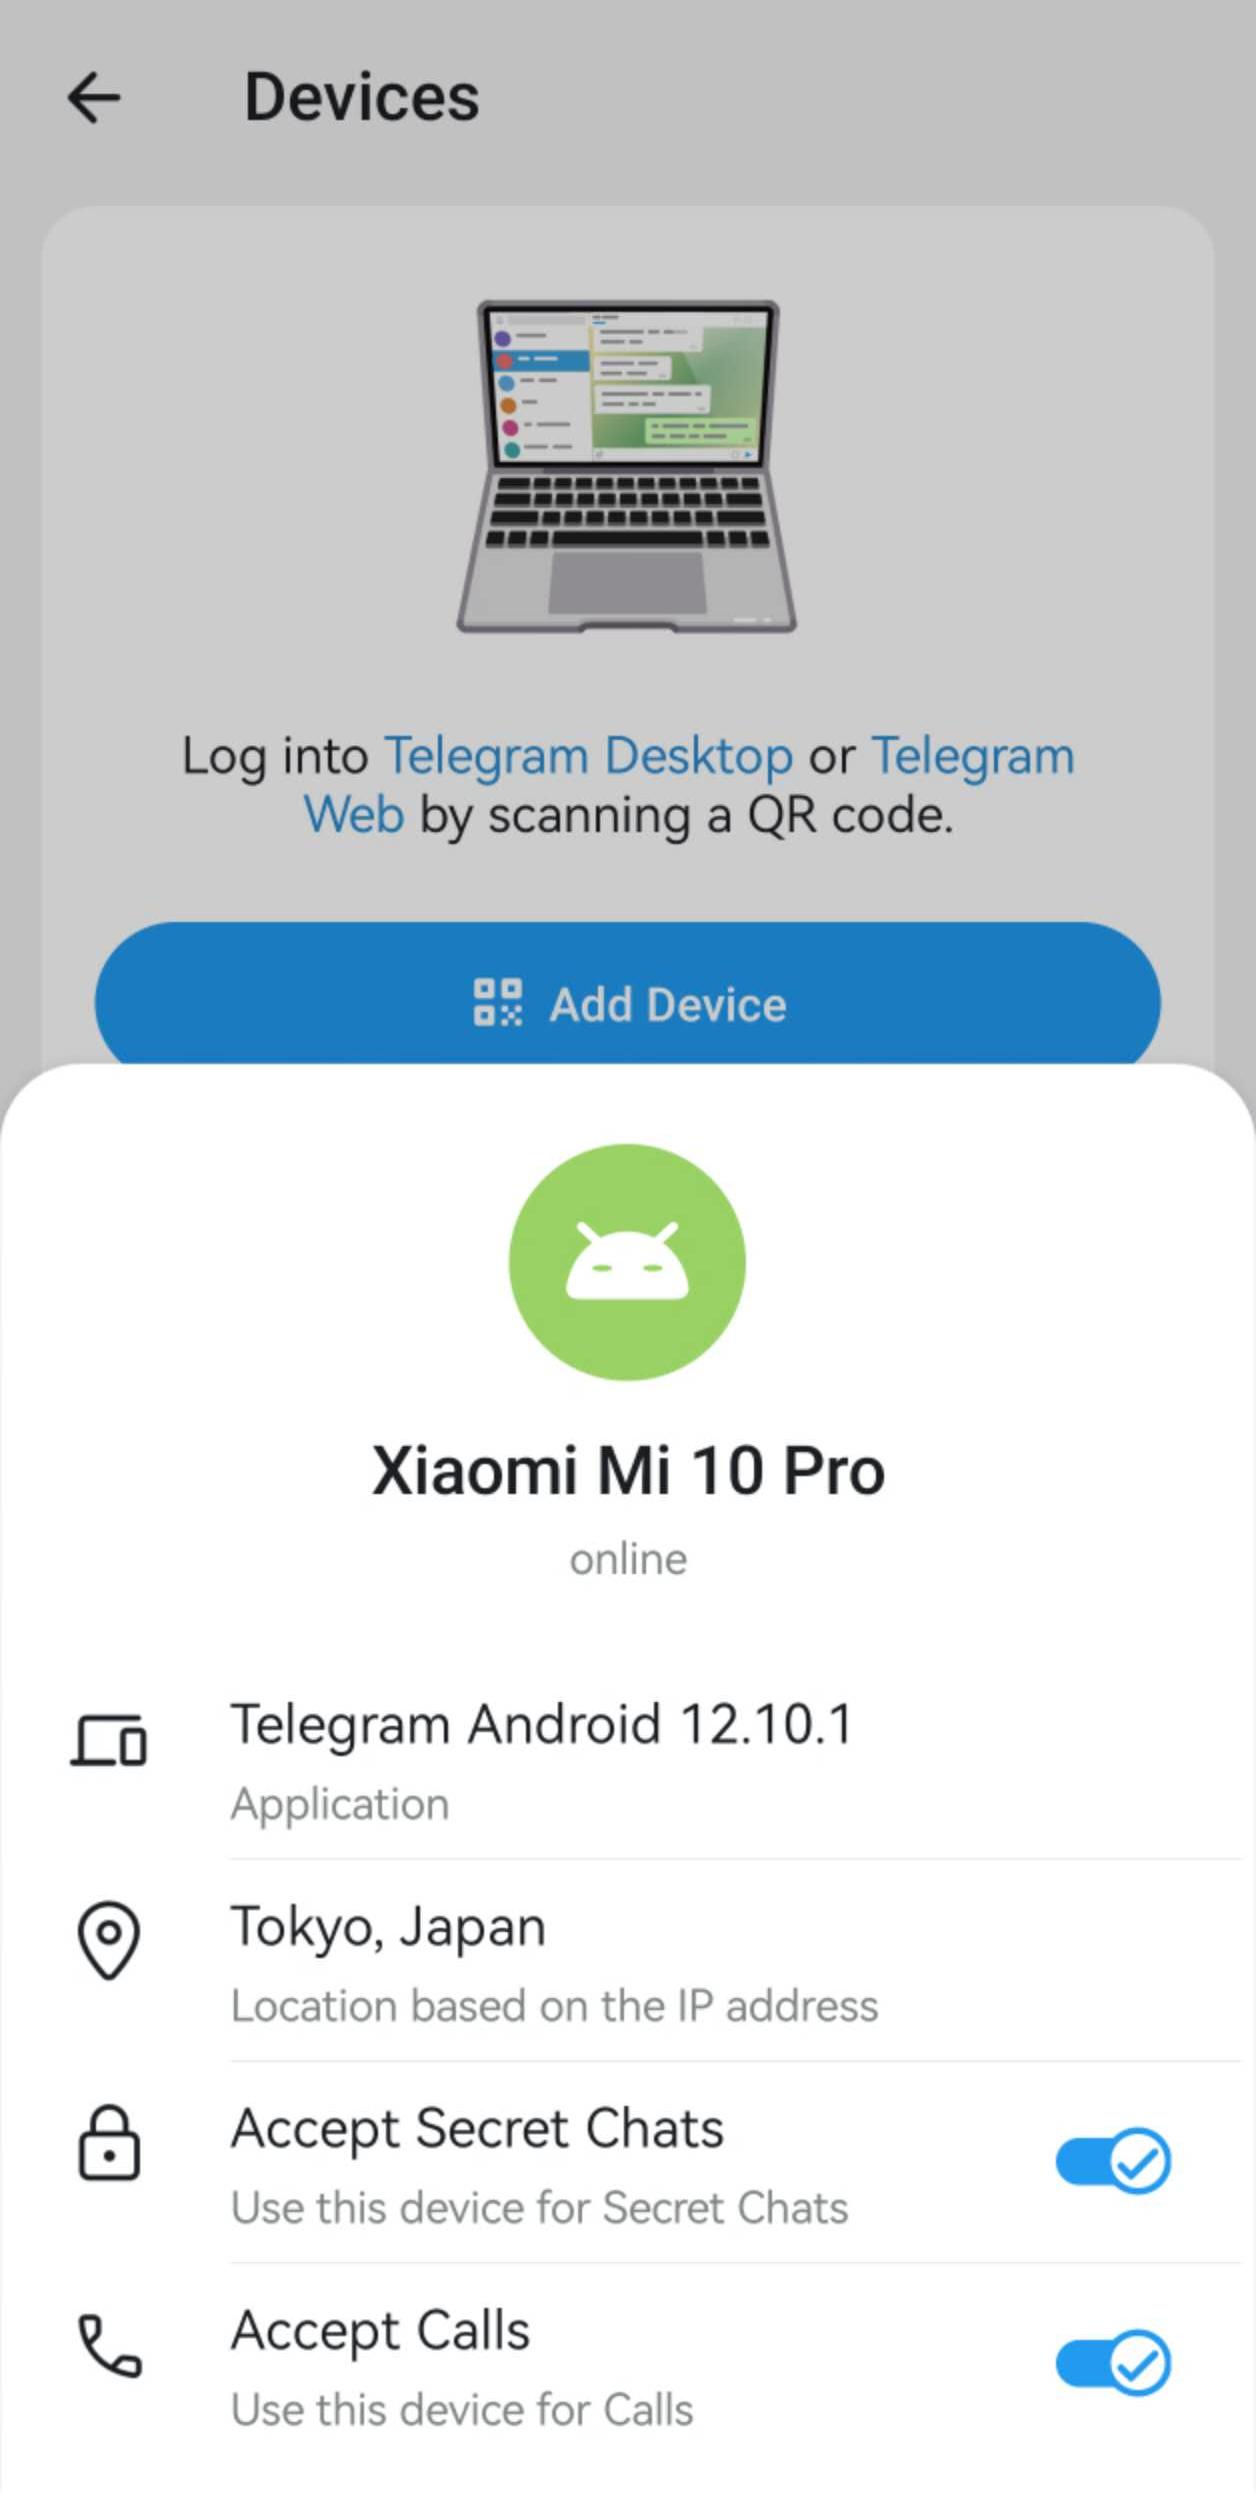 Devices
Log into Telegram Desktop or Telegram
Web by scanning a QR code.
Add Device
Xiaomi Mi 10 Pro
online
Telegram Android 12.10.1
Application
Tokyo, Japan
Location based on the IP address
Accept Secret Chats
Use this device for Secret Chats
Accept Calls
Use this device for Calls